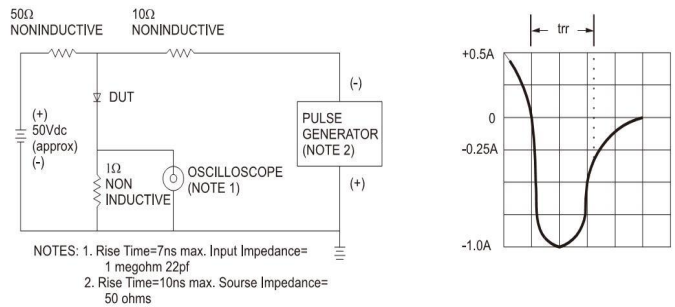 50Ω
NONINDUCTIVE
10Ω
NONINDUCTIVE
DUT
(+)
50Vdc
(approx)
(-)
1Ω
NON
INDUCTIVE
OSCILLOSCOPE
(NOTE 1)
(-)
PULSE
GENERATOR
(NOTE 2)
(+)
NOTES: 1. Rise Time=7ns max. Input Impedance=
1 megohm 22pf
2. Rise Time=10ns max. Sourse Impedance=
50 ohms
trr
+0.5A
0
-0.25A
-1.0A